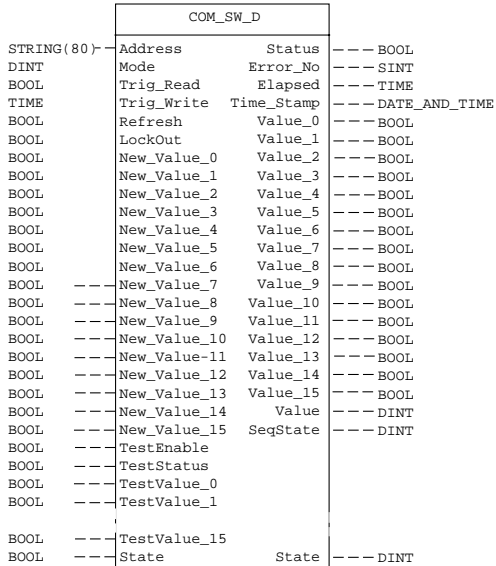 COM_SW_D
STRING(80) Address Status BOOL
DINT Mode Error_No SINT
BOOL Trig_Read Elapsed TIME
TIME Trig_Write Time_Stamp DATE_AND_TIME
BOOL Refresh Value_0 BOOL
BOOL LockOut Value_1 BOOL
BOOL New_Value_0 Value_2 BOOL
BOOL New_Value_1 Value_3 BOOL
BOOL New_Value_2 Value_4 BOOL
BOOL New_Value_3 Value_5 BOOL
BOOL New_Value_4 Value_6 BOOL
BOOL New_Value_5 Value_7 BOOL
BOOL New_Value_6 Value_8 BOOL
BOOL New_Value_7 Value_9 BOOL
BOOL New_Value_8 Value_10 BOOL
BOOL New_Value_9 Value_11 BOOL
BOOL New_Value_10 Value_12 BOOL
BOOL New_Value-11 Value_13 BOOL
BOOL New_Value_12 Value_14 BOOL
BOOL New_Value_13 Value_15 BOOL
BOOL New_Value_14 Value DINT
BOOL New_Value_15 SeqState DINT
BOOL TestEnable
BOOL TestStatus
BOOL TestValue_0
BOOL TestValue_1
BOOL TestValue_15
BOOL State State DINT